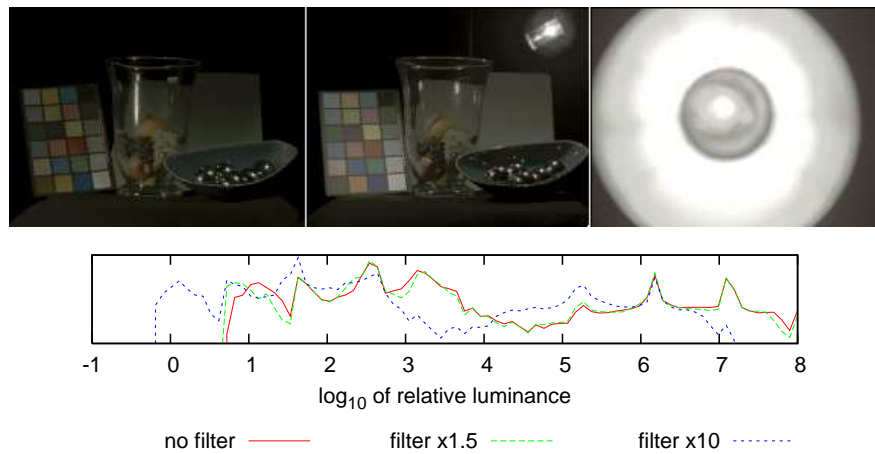 -1 0 1 2 3 4 5 6 7 8
log10 of relative luminance
no filter filter x1.5 filter x10